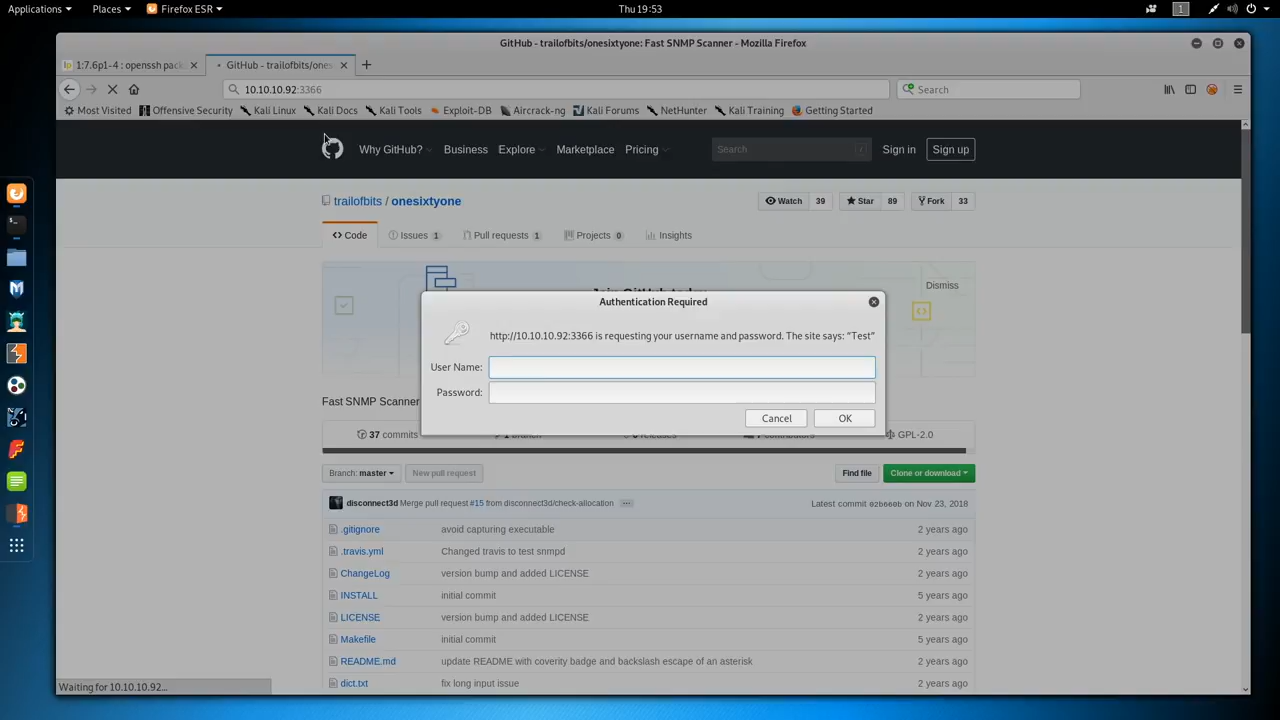 Applications Places Firefox ESR Thu 19:53 1
GitHub - trailofbits/onesixtyone: Fast SNMP Scanner - Mozilla Firefox
1:7.6p1-4 : openssh pack GitHub - trailofbits/ones
10.10.10.92:3366 Search
Most Visited Offensive Security Kali Linux Kali Docs Kali Tools Exploit-DB Aircrack-ng Kali Forums NetHunter Kali Training Getting Started
Why GitHub? Business Explore Marketplace Pricing Search / Sign in Sign up
trailofbits / onesixtyone Watch 39 Star 89 Fork 33
Code Issues 1 Pull requests 1 Projects 0 Insights
Dismiss
Authentication Required
http://10.10.10.92:3366 is requesting your username and password. The site says: “Test”
User Name:
Password:
Cancel OK
Fast SNMP Scanner
37 commits GPL-2.0
Branch: master New pull request Find file Clone or download
disconnect3d Merge pull request #15 from disconnect3d/check-allocation ... Latest commit on Nov 23, 2018
.gitignore avoid capturing executable 2 years ago
.travis.yml Changed travis to test snmpd 2 years ago
ChangeLog version bump and added LICENSE 2 years ago
INSTALL initial commit 5 years ago
LICENSE version bump and added LICENSE 2 years ago
Makefile initial commit 5 years ago
README.md update README with coverity badge and backslash escape of an asterisk 2 years ago
dict.txt fix long input issue 2 years ago
Waiting for 10.10.10.92...